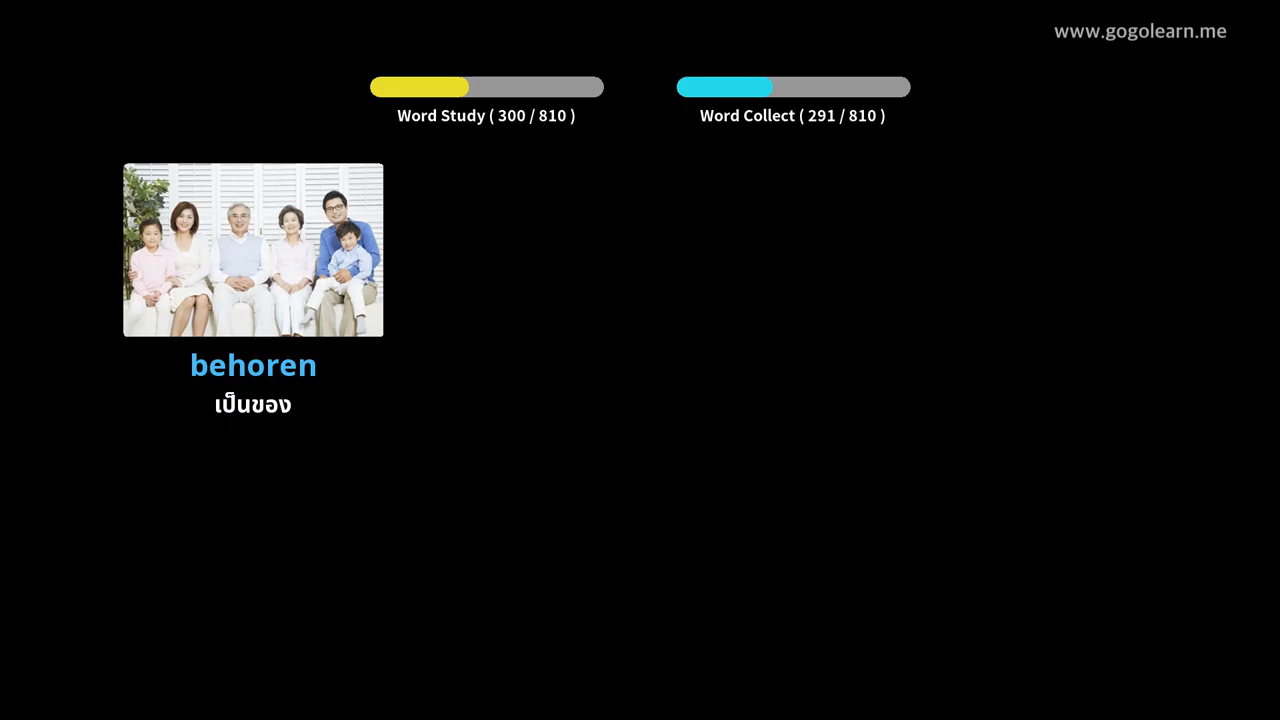 www.gogolearn.me
Word Study ( 300 / 810 )
Word Collect ( 291 / 810 )
behoren
เป็นของ